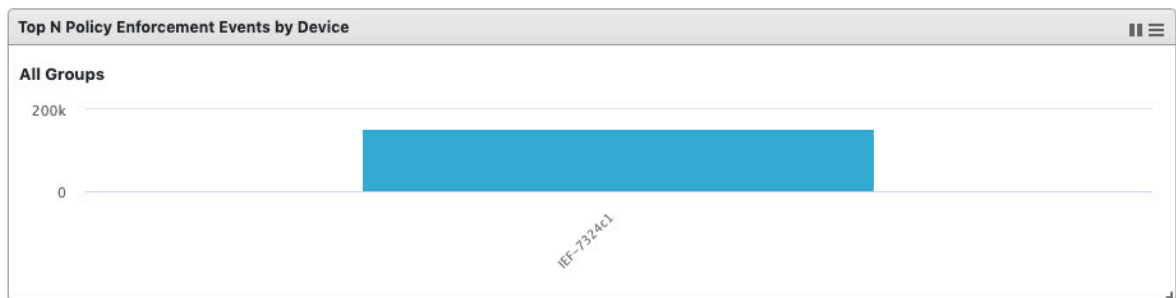 Top N Policy Enforcement Events by Device
All Groups
200k
0
IEF-7324c1